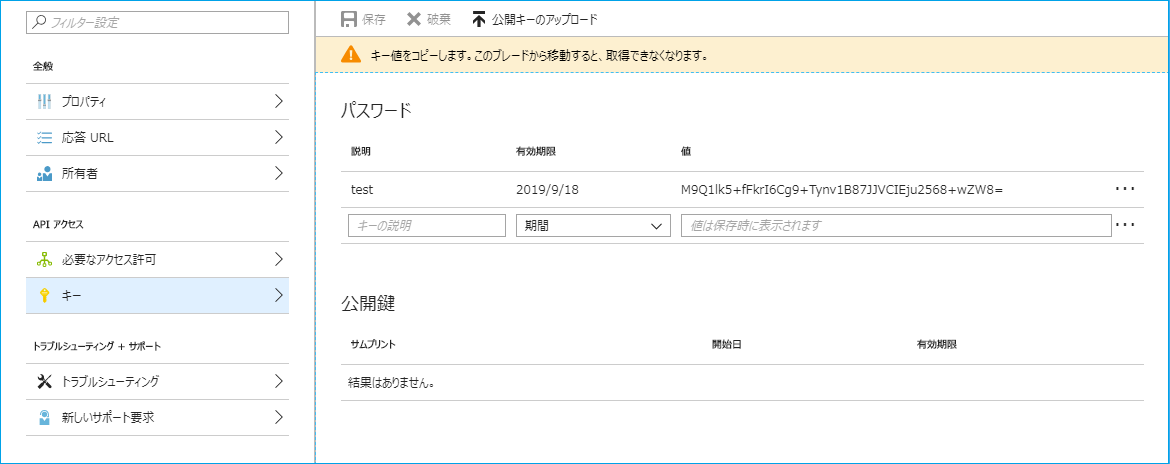 フィルター設定
全般
プロパティ
応答 URL
所有者
API アクセス
必要なアクセス許可
キー
トラブルシューティング + サポート
トラブルシューティング
新しいサポート要求
保存 破棄 公開キーのアップロード
キー値をコピーします。このブレードから移動すると、取得できなくなります。
パスワード
説明 有効期限 値
test 2019/9/18 M9Q1lk5+fFkrI6Cg9+Tynv1B87JJVCIEju2568+wZW8= ···
キーの説明 期間 値は保存時に表示されます ···
公開鍵
サムプリント 開始日 有効期限
結果はありません。